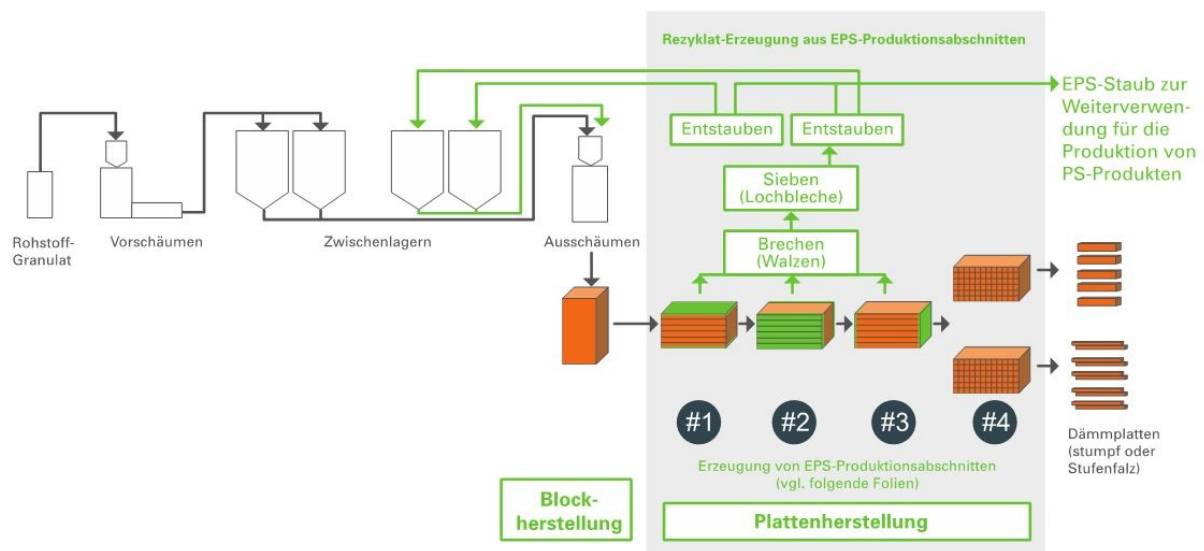 Rezyklat-Erzeugung aus EPS-Produktionsabschnitten
EPS-Staub zur
Weiterverwen-
dung für die
Produktion von
PS-Produkten
Entstauben
Entstauben
Sieben
(Lochbleche)
Brechen
(Walzen)
Rohstoff-
Granulat
Vorschäumen
Zwischenlagern
Ausschäumen
#1
#2
#3
#4
Dämmplatten
(stumpf oder
Stufenfalz)
Erzeugung von EPS-Produktionsabschnitten
(vgl. folgende Folien)
Block-
herstellung
Plattenherstellung